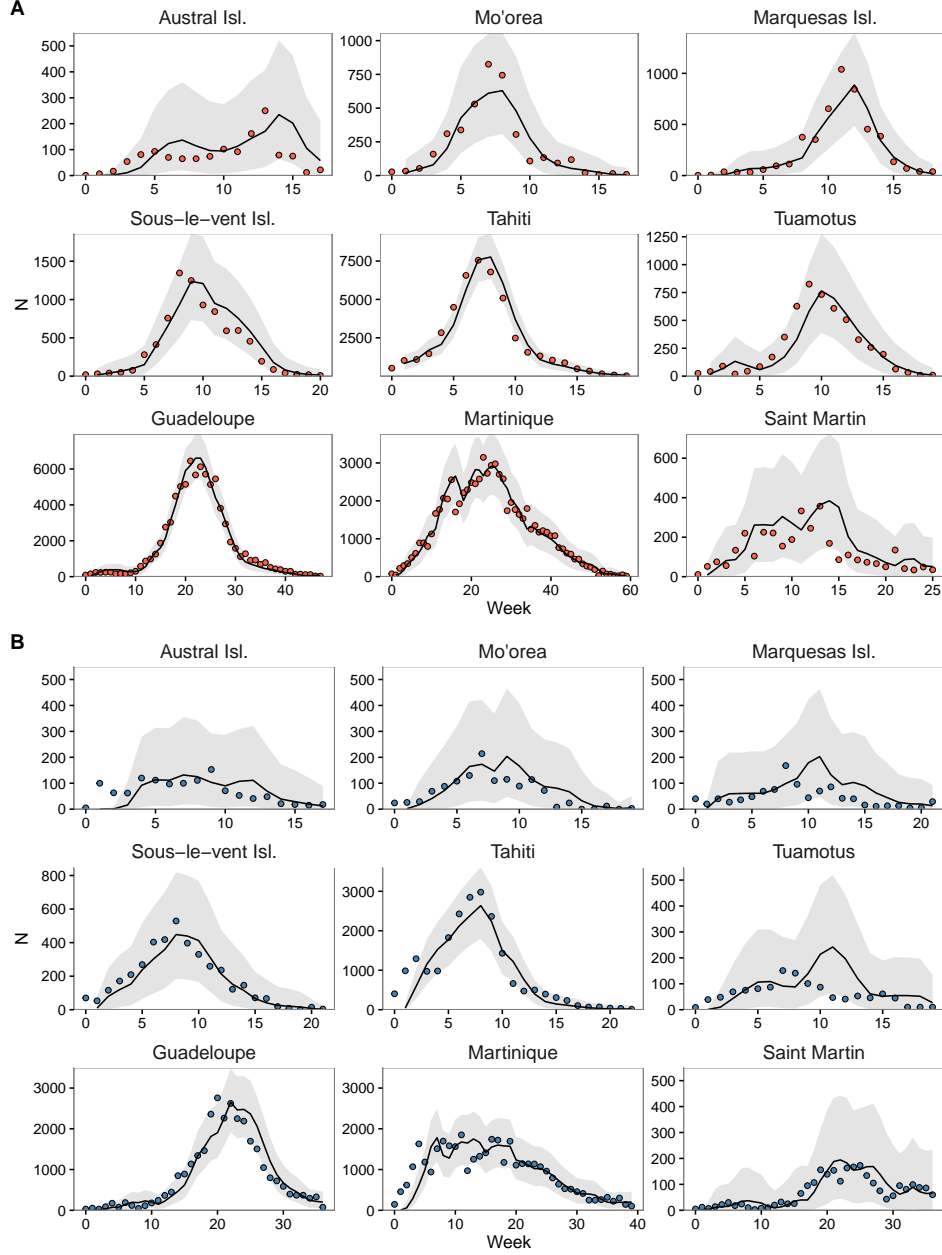 A
Austral Isl. Mo'orea Marquesas Isl.
500 400 300 200 100 0
1000 750 500 250 0
1000 500 0
0 5 10 15
0 5 10 15
0 5 10 15
Sous−le−vent Isl. Tahiti Tuamotus
1500 1000 500 0
7500 5000 2500
1250 1000 750 500 250 0
0 5 10 15 20
0 5 10 15
0 5 10 15
N
Guadeloupe Martinique Saint Martin
6000 4000 2000 0
3000 2000 1000 0
600 400 200 0
0 10 20 30 40
0 20 40 60
0 5 10 15 20 25
Week
B
Austral Isl. Mo'orea Marquesas Isl.
500 400 300 200 100 0
500 400 300 200 100 0
500 400 300 200 100 0
0 5 10 15
0 5 10 15
0 5 10 15 20
Sous−le−vent Isl. Tahiti Tuamotus
800 600 400 200 0
3000 2000 1000 0
500 400 300 200 100 0
0 5 10 15 20
0 5 10 15 20
0 5 10 15
N
Guadeloupe Martinique Saint Martin
3000 2000 1000 0
3000 2000 1000 0
500 400 300 200 100 0
0 10 20 30
0 10 20 30 40
0 10 20 30
Week